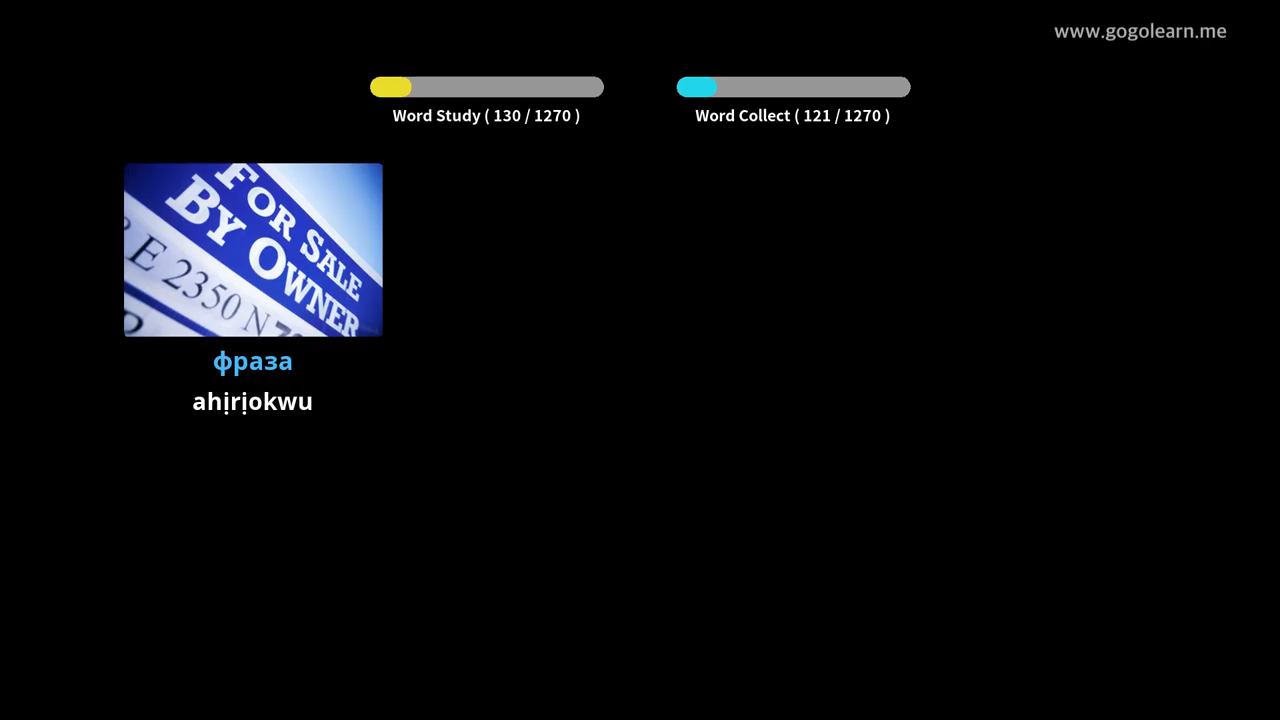 www.gogolearn.me
Word Study ( 130 / 1270 )
Word Collect ( 121 / 1270 )
FOR SALE
BY OWNER
E 2350 N
фраза
ahịrịokwu